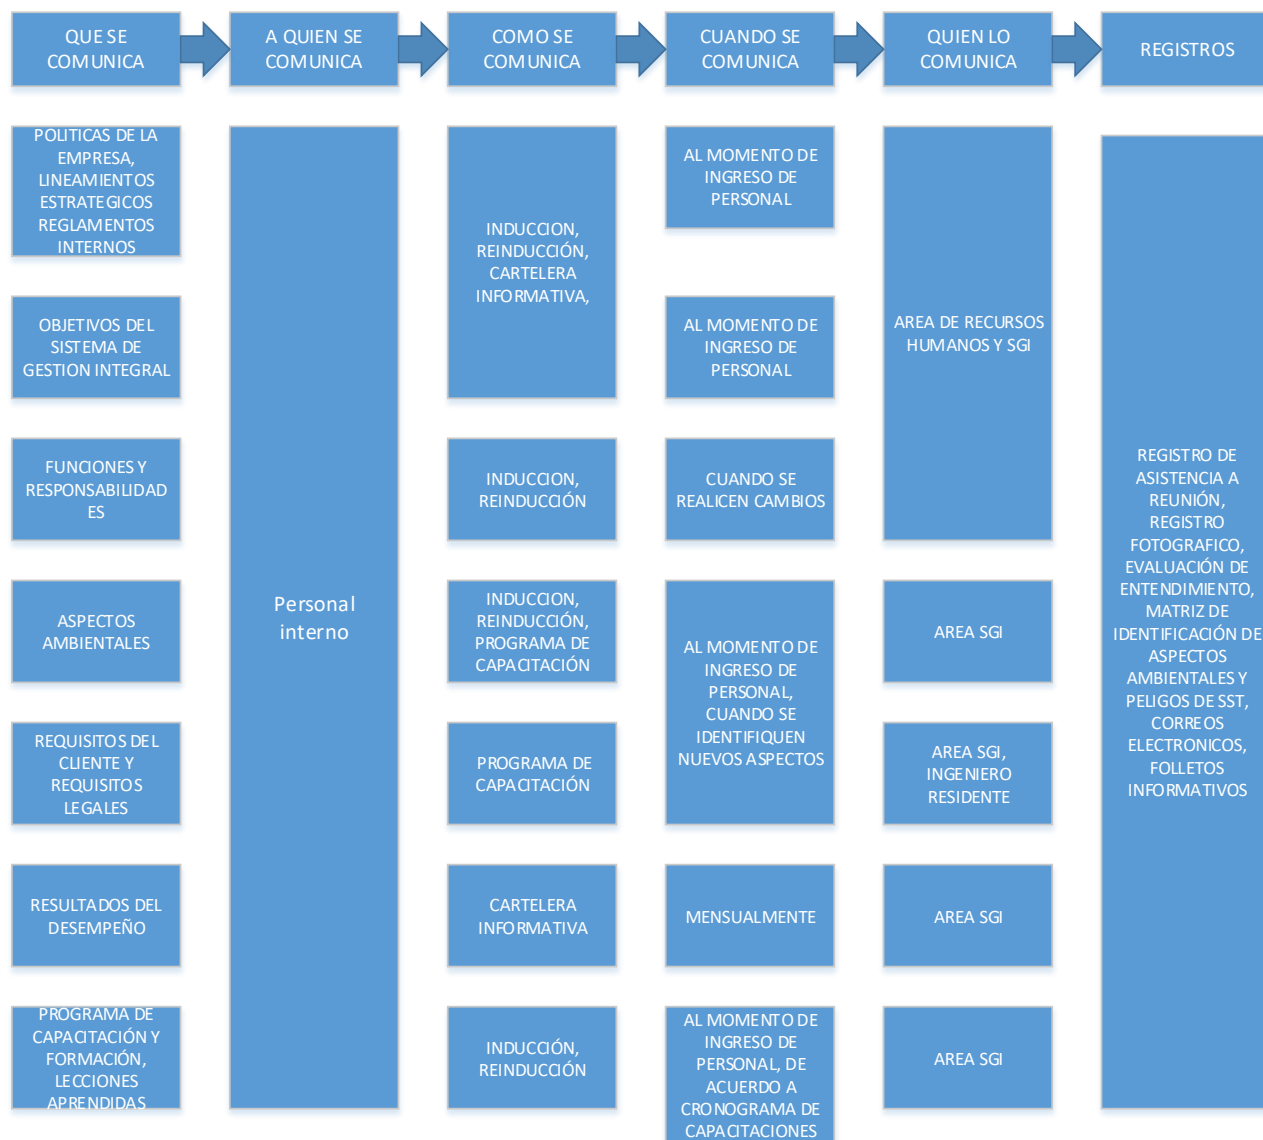 QUE SE
COMUNICA
A QUIEN SE
COMUNICA
COMO SE
COMUNICA
CUANDO SE
COMUNICA
QUIEN LO
COMUNICA
REGISTROS
POLITICAS DE LA
EMPRESA,
LINEAMIENTOS
ESTRATEGICOS
REGLAMENTOS
INTERNOS
OBJETIVOS DEL
SISTEMA DE
GESTION INTEGRAL
FUNCIONES Y
RESPONSABILIDAD
ES
ASPECTOS
AMBIENTALES
REQUISITOS DEL
CLIENTE Y
REQUISITOS
LEGALES
RESULTADOS DEL
DESEMPEÑO
PROGRAMA DE
CAPACITACIÓN Y
FORMACIÓN,
LECCIONES
APRENDIDAS
Personal
interno
INDUCCION,
REINDUCCIÓN,
CARTELERA
INFORMATIVA,
INDUCCION,
REINDUCCIÓN
INDUCCION,
REINDUCCIÓN,
PROGRAMA DE
CAPACITACIÓN
PROGRAMA DE
CAPACITACIÓN
CARTELERA
INFORMATIVA
INDUCCIÓN,
REINDUCCIÓN
AL MOMENTO DE
INGRESO DE
PERSONAL
AL MOMENTO DE
INGRESO DE
PERSONAL
CUANDO SE
REALICEN CAMBIOS
AL MOMENTO DE
INGRESO DE
PERSONAL,
CUANDO SE
IDENTIFIQUEN
NUEVOS ASPECTOS
MENSUALMENTE
AL MOMENTO DE
INGRESO DE
PERSONAL, DE
ACUERDO A
CRONOGRAMA DE
CAPACITACIONES
AREA DE RECURSOS
HUMANOS Y SGI
AREA SGI
AREA SGI,
INGENIERO
RESIDENTE
AREA SGI
AREA SGI
REGISTRO DE
ASISTENCIA A
REUNIÓN,
REGISTRO
FOTOGRAFICO,
EVALUACIÓN DE
ENTENDIMIENTO,
MATRIZ DE
IDENTIFICACIÓN DE
ASPECTOS
AMBIENTALES Y
PELIGOS DE SST,
CORREOS
ELECTRONICOS,
FOLLETOS
INFORMATIVOS